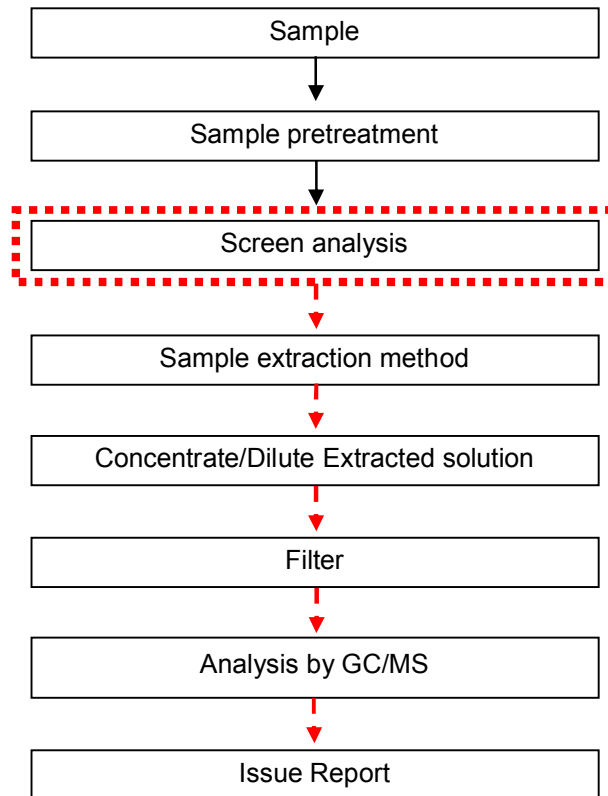 Sample
Sample pretreatment
Screen analysis
Sample extraction method
Concentrate/Dilute Extracted solution
Filter
Analysis by GC/MS
Issue Report